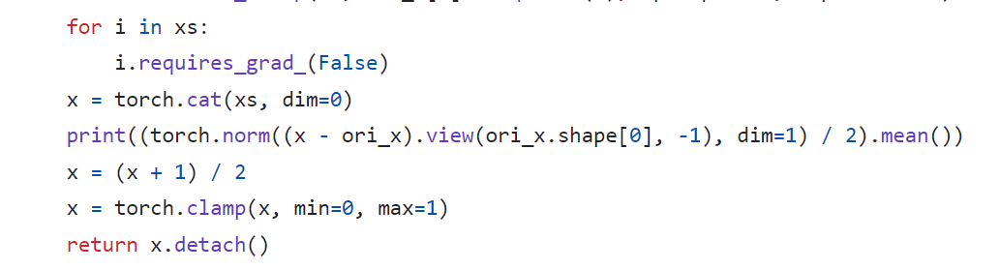 for i in xs:
    i.requires_grad_(False)
x = torch.cat(xs, dim=0)
print((torch.norm((x - ori_x).view(ori_x.shape[0], -1), dim=1) / 2).mean())
x = (x + 1) / 2
x = torch.clamp(x, min=0, max=1)
return x.detach()